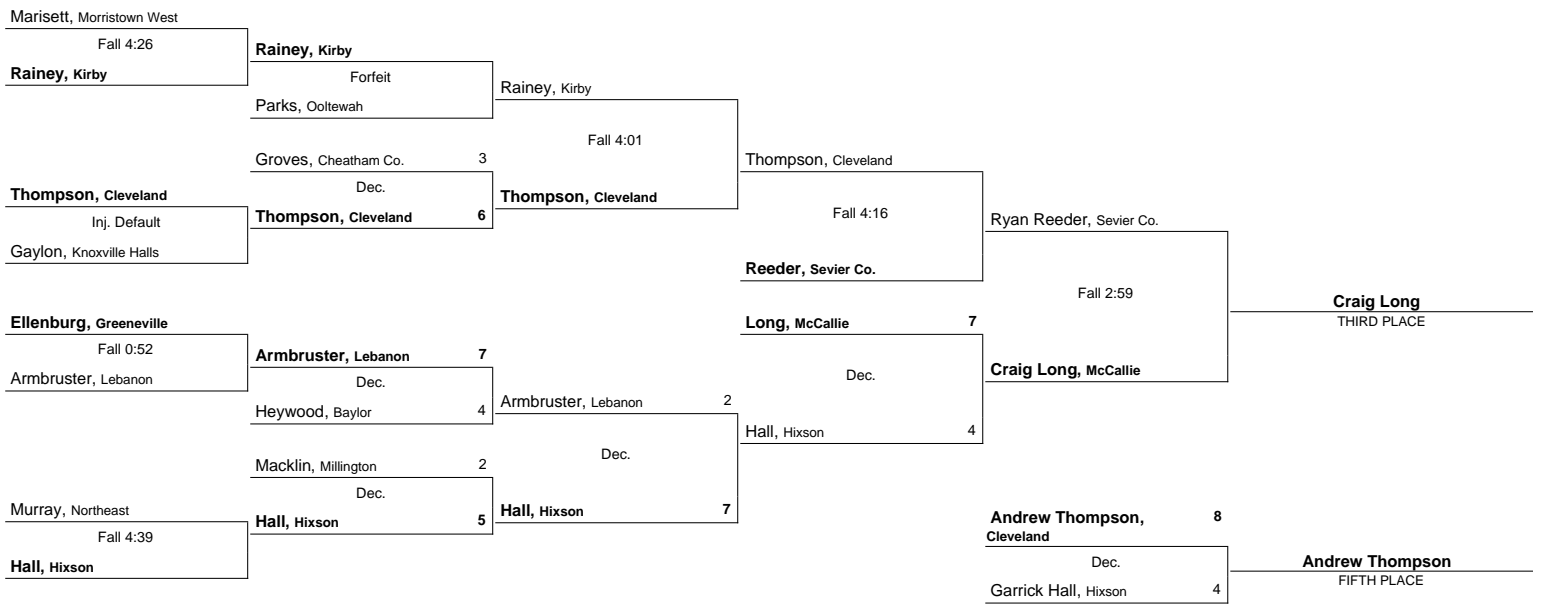 Marisett, Morristown West
Fall 4:26
Rainey, Kirby
Thompson, Cleveland
Inj. Default
Gaylon, Knoxville Halls
Ellenburg, Greeneville
Fall 0:52
Armbruster, Lebanon
Murray, Northeast
Fall 4:39
Hall, Hixson
Rainey, Kirby
Forfeit
Parks, Ooltewah
Groves, Cheatham Co. 3
Dec.
Thompson, Cleveland 6
Armbruster, Lebanon 7
Dec.
Heywood, Baylor 4
Macklin, Millington 2
Dec.
Hall, Hixson 5
Rainey, Kirby
Fall 4:01
Thompson, Cleveland
Armbruster, Lebanon 2
Dec.
Hall, Hixson 7
Thompson, Cleveland
Fall 4:16
Reeder, Sevier Co.
Long, McCallie 7
Dec.
Hall, Hixson 4
Ryan Reeder, Sevier Co.
Fall 2:59
Craig Long, McCallie
Craig Long
THIRD PLACE
Andrew Thompson, 8
Cleveland
Dec.
Garrick Hall, Hixson 4
Andrew Thompson
FIFTH PLACE